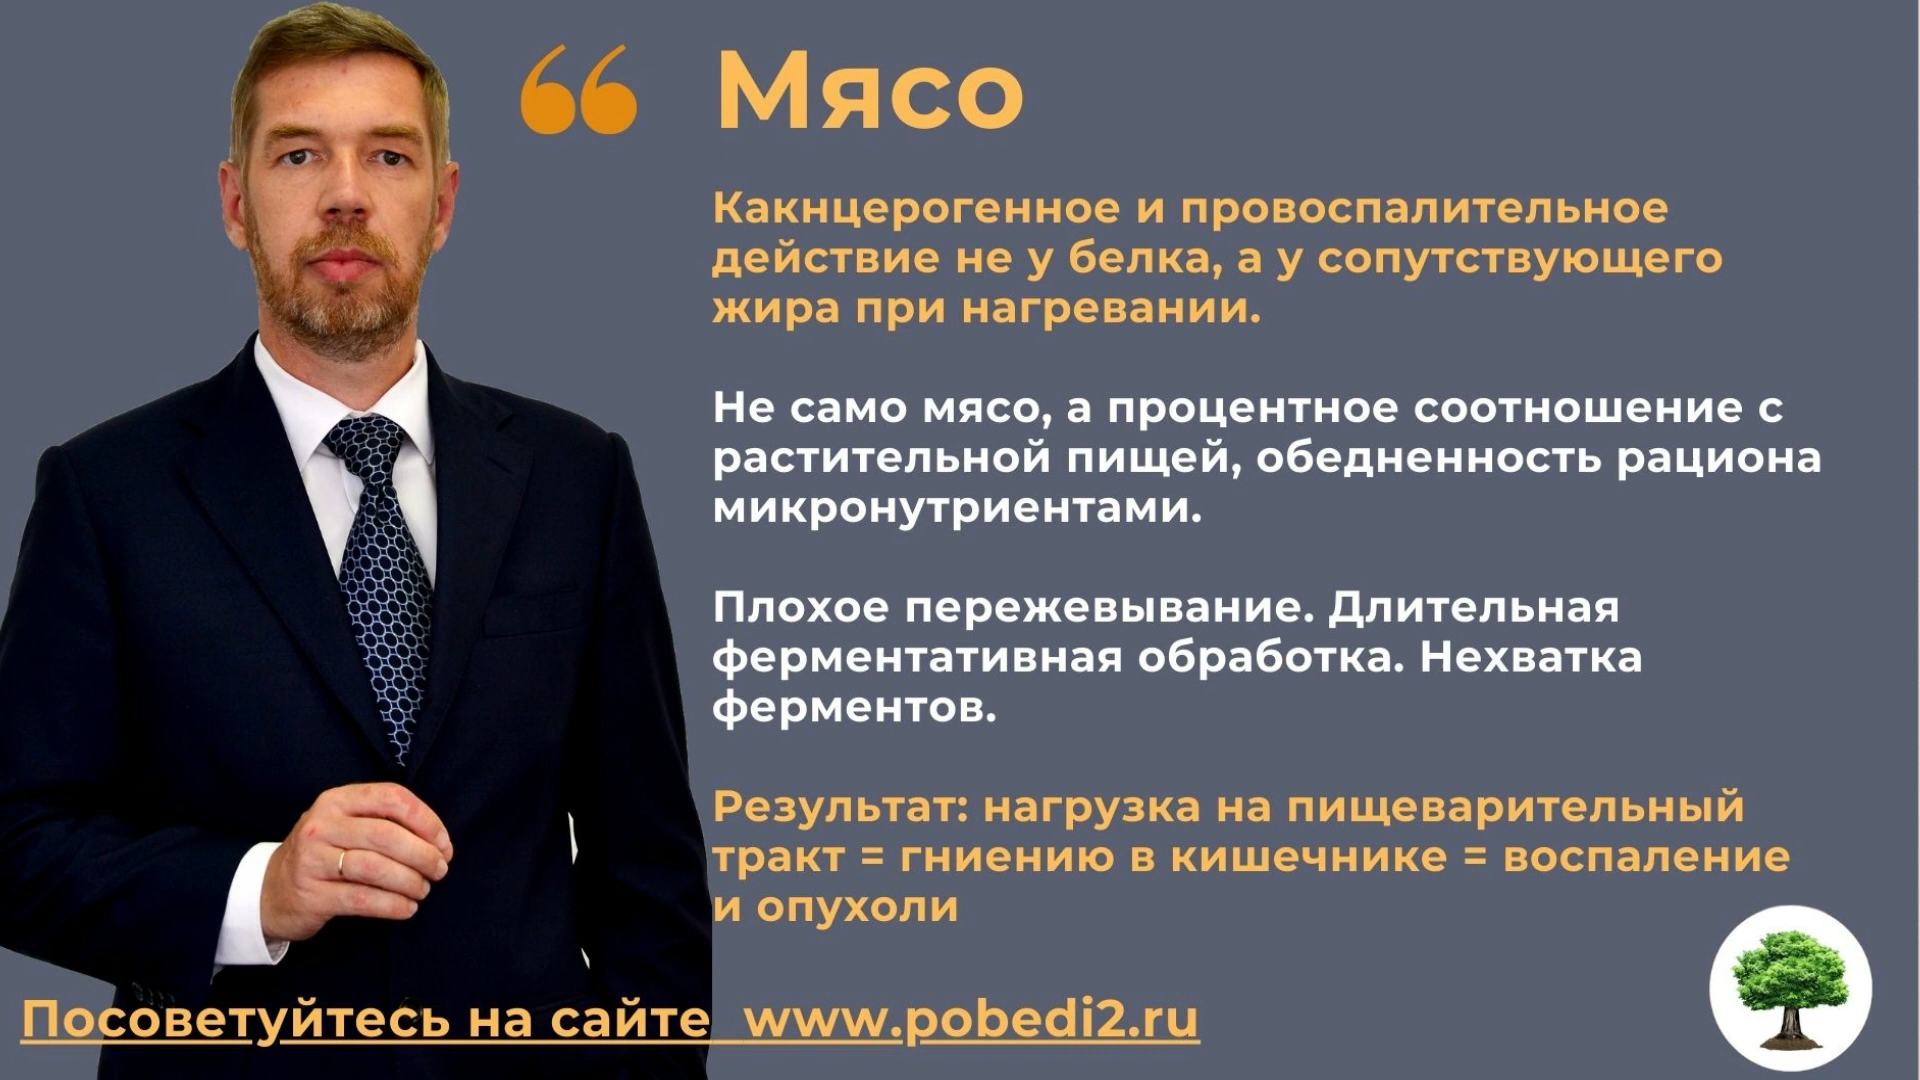 Мясо
Какнцерогенное и провоспалительное
действие не у белка, а у сопутствующего
жира при нагревании.
Не само мясо, а процентное соотношение с
растительной пищей, обедненность рациона
микронутриентами.
Плохое пережевывание. Длительная
ферментативная обработка. Нехватка
ферментов.
Результат: нагрузка на пищеварительный
тракт = гниению в кишечнике = воспаление
и опухоли
Посоветуйтесь на сайте www.pobedi2.ru